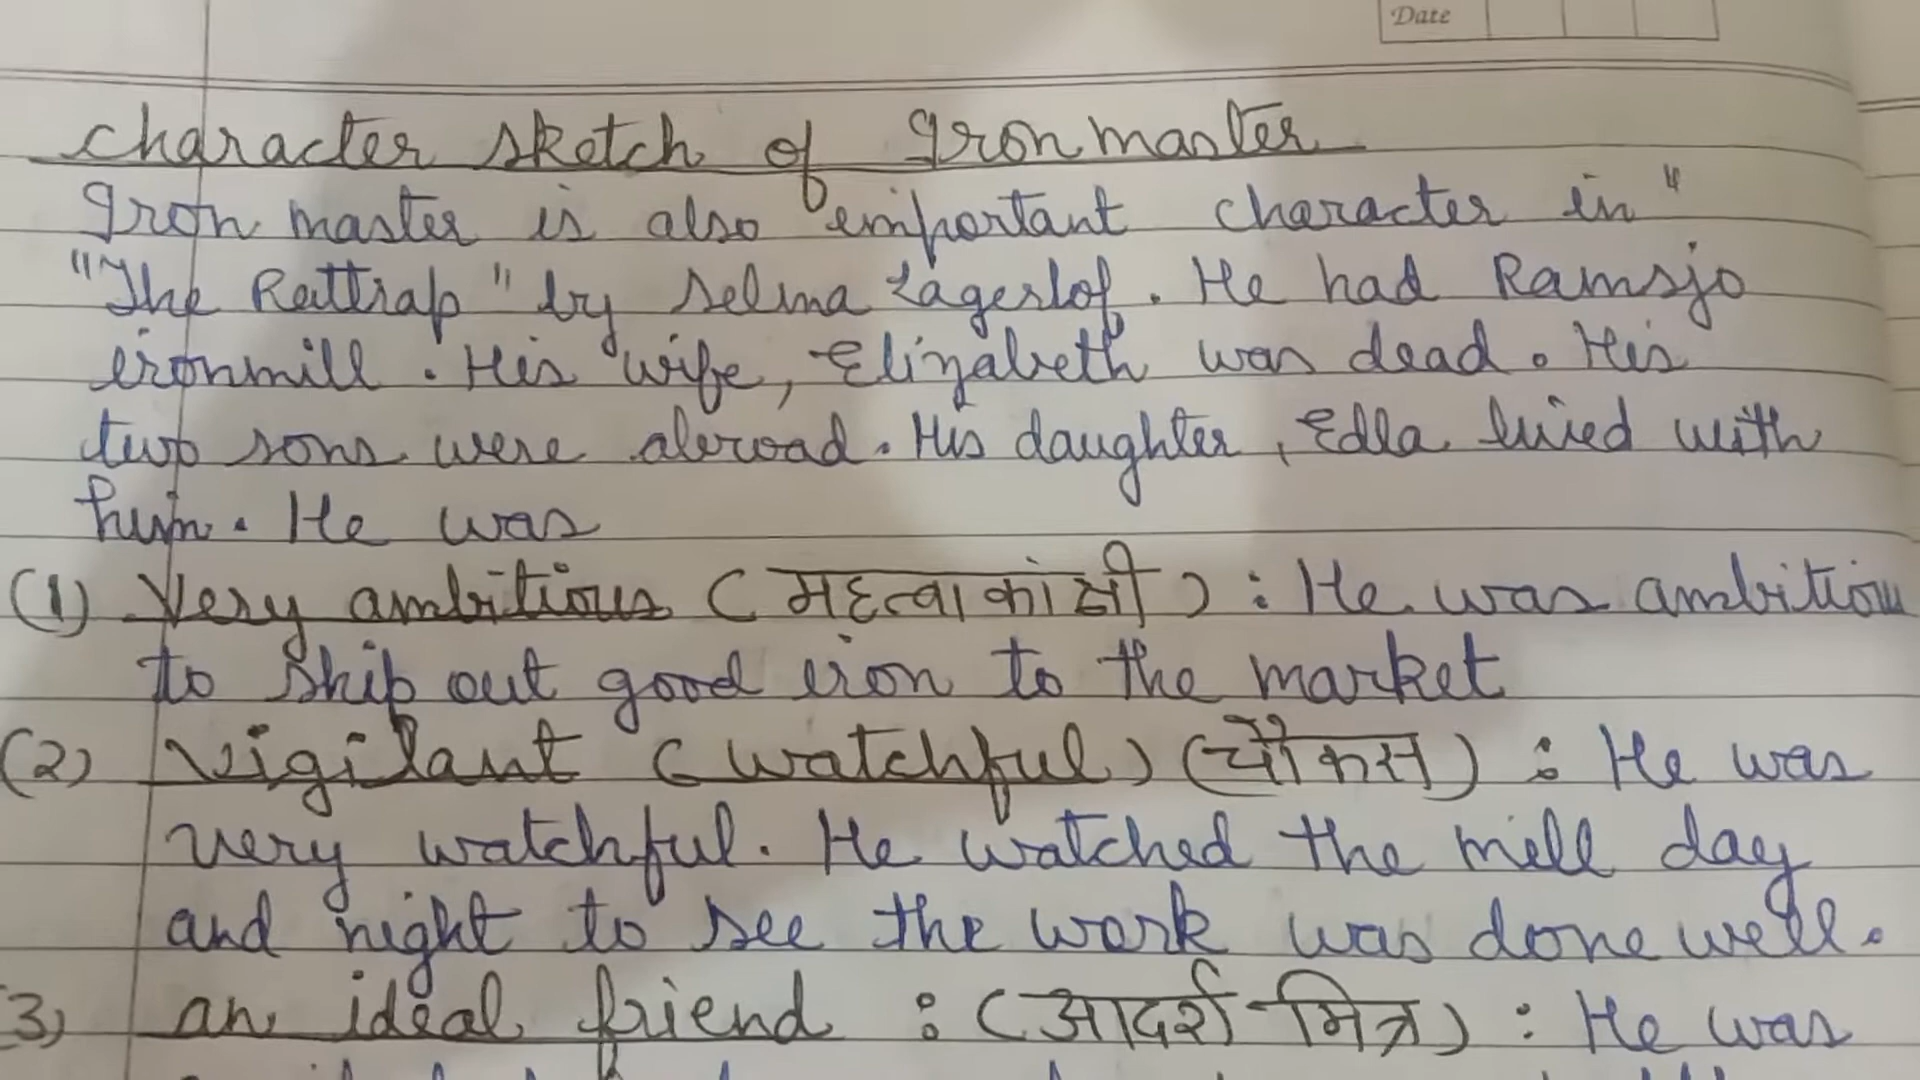 Date
Character sketch of Iron master
Iron master is also important character in "
"The Rattrap" by Selma Lagerlof. He had Ramsjo
ironmill. His wife, Elizabeth was dead. His
two sons were abroad. His daughter, Edla lived with
him. He was
(1) Very ambitious (महत्वाकांक्षी) : He was ambitiou
to ship out good iron to the market
(2) Vigilant (watchful) (चौकस) : He was
very watchful. He watched the mill day
and night to see the work was done well.
3) an ideal friend : (आदर्श-मित्र) : He was